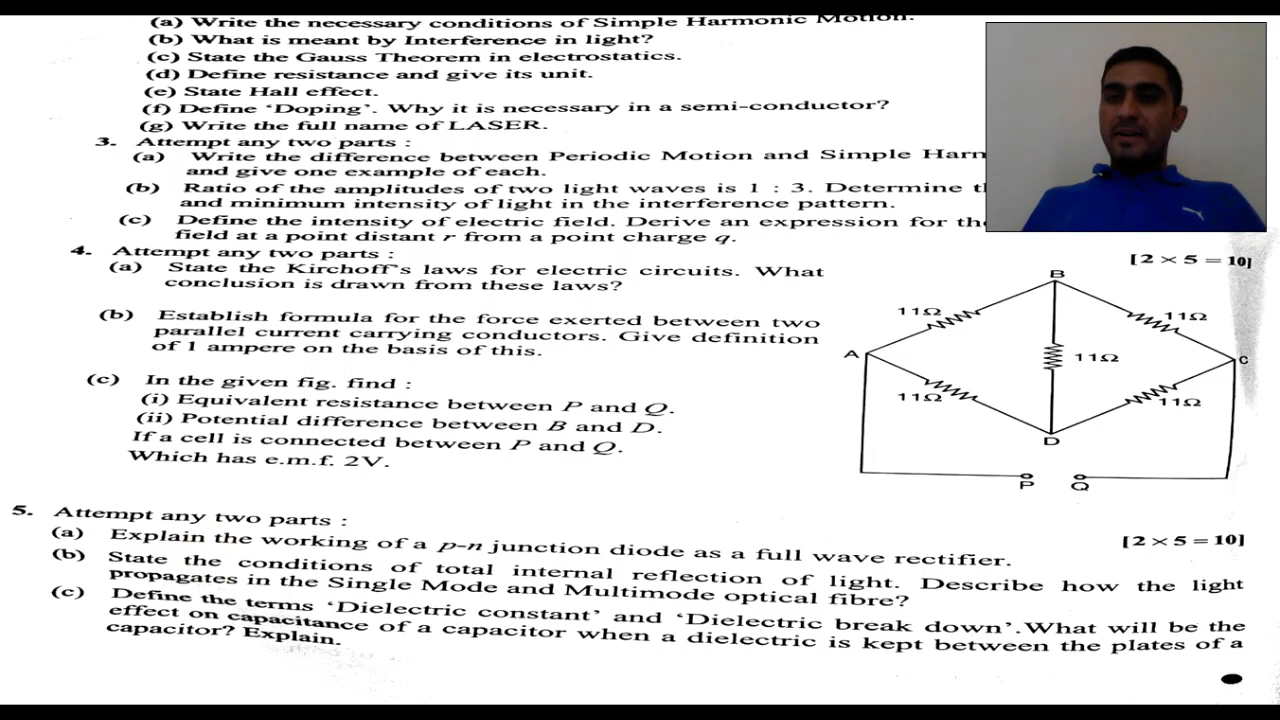 (a) Write the necessary conditions of Simple Harmonic Motion.
(b) What is meant by Interference in light?
(c) State the Gauss Theorem in electrostatics.
(d) Define resistance and give its unit.
(e) State Hall effect.
(f) Define 'Doping'. Why it is necessary in a semi-conductor?
(g) Write the full name of LASER.
3. Attempt any two parts :
(a) Write the difference between Periodic Motion and Simple Harm
and give one example of each.
(b) Ratio of the amplitudes of two light waves is 1 : 3. Determine
and minimum intensity of light in the interference pattern.
(c) Define the intensity of electric field. Derive an expression for the
field at a point distant r from a point charge q.
4. Attempt any two parts :
[2 × 5 = 10]
(a) State the Kirchoff's laws for electric circuits. What
conclusion is drawn from these laws?
(b) Establish formula for the force exerted between two
parallel current carrying conductors. Give definition
of 1 ampere on the basis of this.
(c) In the given fig. find :
(i) Equivalent resistance between P and Q.
(ii) Potential difference between B and D.
If a cell is connected between P and Q.
Which has e.m.f. 2V.
B
11Ω
11Ω
A
11Ω
C
11Ω
11Ω
D
P
Q
5. Attempt any two parts :
[2 × 5 = 10]
(a) Explain the working of a p-n junction diode as a full wave rectifier.
(b) State the conditions of total internal reflection of light. Describe how the light
propagates in the Single Mode and Multimode optical fibre?
(c) Define the terms 'Dielectric constant' and 'Dielectric break down'. What will be the
effect on capacitance of a capacitor when a dielectric is kept between the plates of a
capacitor? Explain.